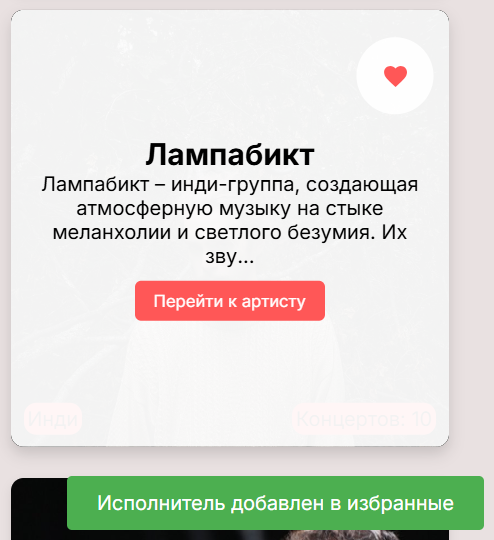 Лампабикт
Лампабикт – инди-группа, создающая
атмосферную музыку на стыке
меланхолии и светлого безумия. Их
зву...
Перейти к артисту
Инди
Концертов: 10
Исполнитель добавлен в избранные